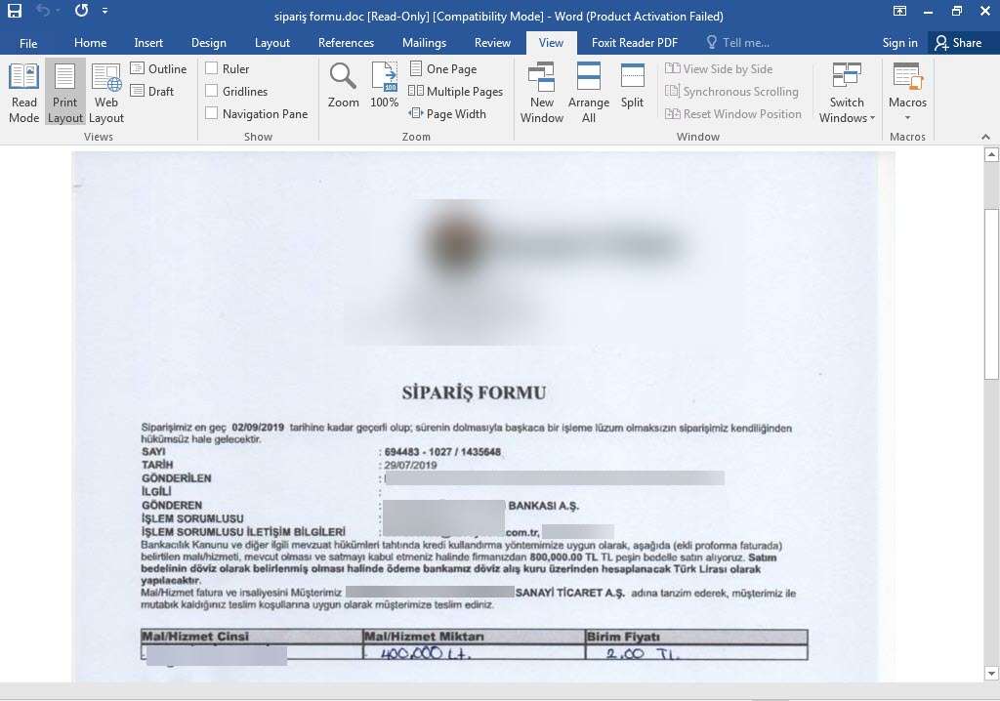 sipariş formu.doc [Read-Only] [Compatibility Mode] - Word (Product Activation Failed)
File Home Insert Design Layout References Mailings Review View Foxit Reader PDF Tell me... Sign in Share
Read Mode
Print Layout
Web Layout
Outline
Draft
Views
Ruler
Gridlines
Navigation Pane
Show
Zoom
100%
100
One Page
Multiple Pages
Page Width
Zoom
New Window
Arrange All
Split
View Side by Side
Synchronous Scrolling
Reset Window Position
Window
Switch Windows
Macros
Macros
SİPARİŞ FORMU
Siparişimiz en geç 02/09/2019 tarihine kadar geçerli olup; sürenin dolmasıyla başkaca bir işleme lüzum olmaksızın siparişimiz kendiliğinden
hükümsüz hale gelecektir.
SAYI : 694483 - 1027 / 1435648
TARİH : 29/07/2019
GÖNDERİLEN :
İLGİLİ :
GÖNDEREN : BANKASI A.Ş.
İŞLEM SORUMLUSU :
İŞLEM SORUMLUSU İLETİŞİM BİLGİLERİ : com.tr,
Bankacılık Kanunu ve diğer ilgili mevzuat hükümleri tahtında kredi kullandırma yöntemimize uygun olarak, aşağıda (ekli proforma faturada)
belirtilen malı/hizmeti, mevcut olması ve satmayı kabul etmeniz halinde firmanızdan 800,000.00 TL TL peşin bedelle satın alıyoruz. Satım
bedelinin döviz olarak belirlenmiş olması halinde ödeme bankamız döviz alış kuru üzerinden hesaplanacak Türk Lirası olarak
yapılacaktır.
Mal/Hizmet fatura ve irsaliyesini Müşterimiz SANAYİ TİCARET A.Ş. adına tanzim ederek, müşterimiz ile
mutabık kaldığınız teslim koşullarına uygun olarak müşterimize teslim ediniz.
Mal/Hizmet Cinsi Mal/Hizmet Miktarı Birim Fiyatı
400.000 Lt. 2.00 TL.